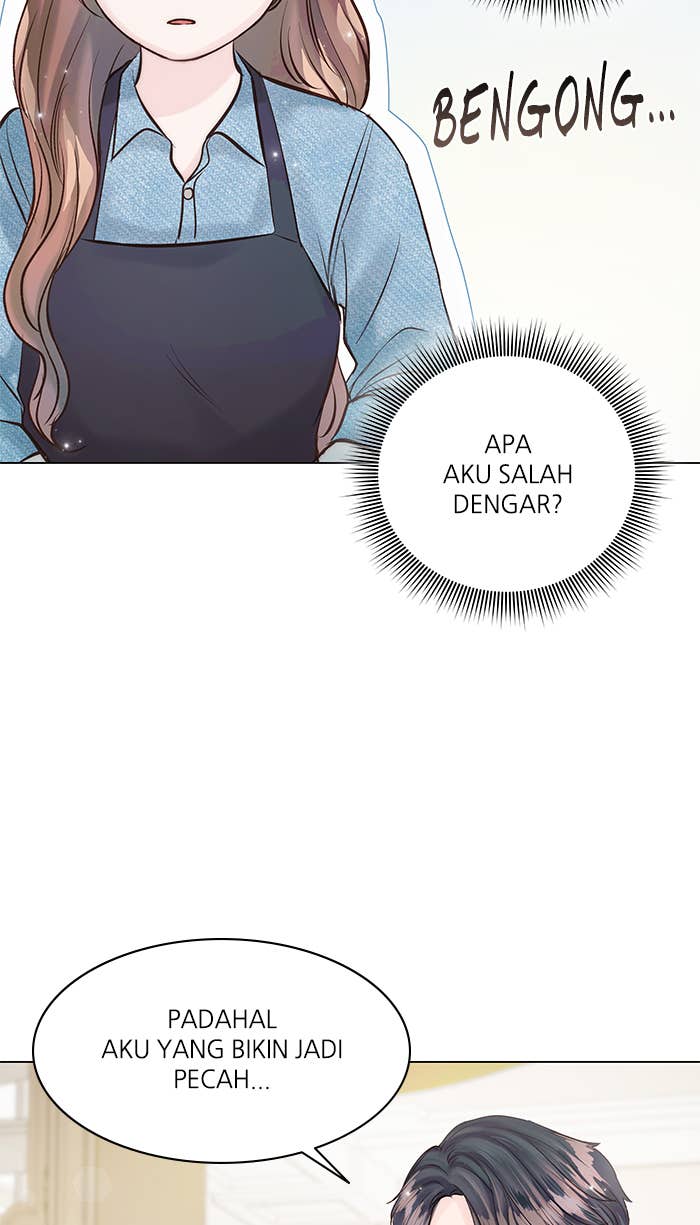 BENGONG...
APA
AKU SALAH
DENGAR?
PADAHAL
AKU YANG BIKIN JADI
PECAH...